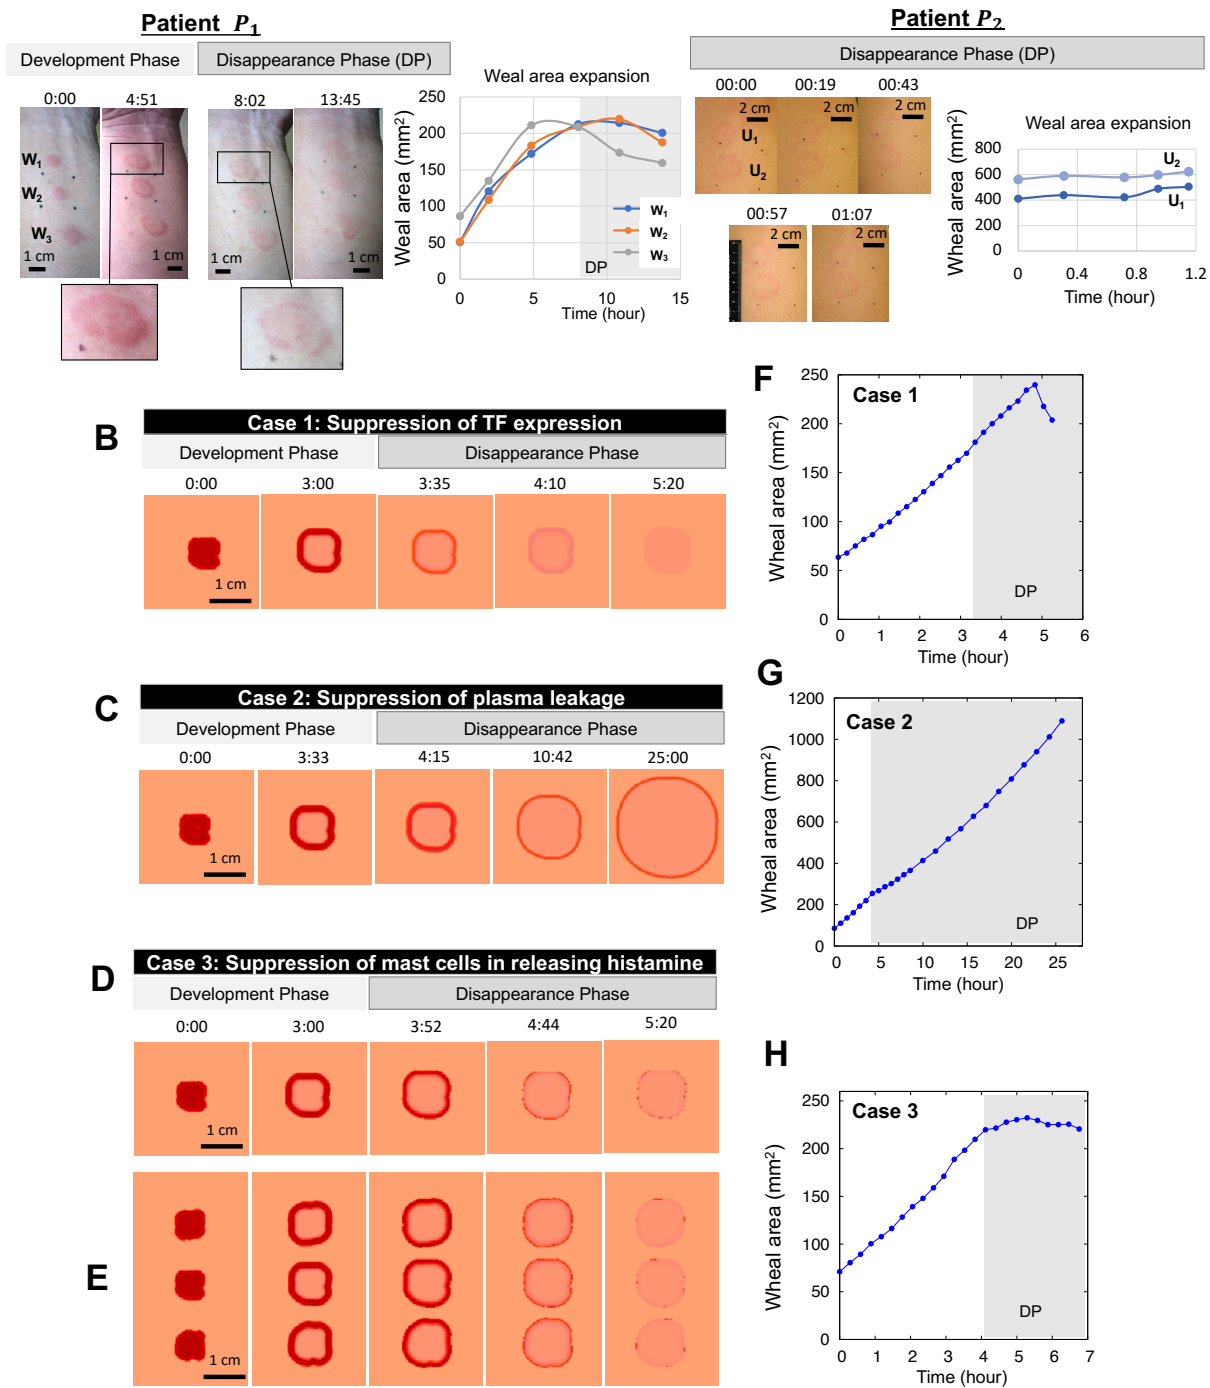 Patient P₁
Development Phase
Disappearance Phase (DP)
0:00
4:51
8:02
13:45
W₁
W₂
W₃
1 cm
1 cm
1 cm
1 cm
Weal area expansion
Weal area (mm²)
250
200
150
100
50
0
0
5
10
15
Time (hour)
W₁
W₂
W₃
DP
Patient P₂
Disappearance Phase (DP)
00:00
00:19
00:43
2 cm
2 cm
2 cm
U₁
U₂
00:57
01:07
2 cm
2 cm
Weal area expansion
Wheal area (mm²)
800
600
400
200
0
U₂
U₁
0
0.4
0.8
1.2
Time (hour)
B
Case 1: Suppression of TF expression
Development Phase
Disappearance Phase
0:00
3:00
3:35
4:10
5:20
1 cm
F
Case 1
Wheal area (mm²)
250
200
150
100
50
0
DP
0
1
2
3
4
5
6
Time (hour)
C
Case 2: Suppression of plasma leakage
Development Phase
Disappearance Phase
0:00
3:33
4:15
10:42
25:00
1 cm
G
Case 2
Wheal area (mm²)
1200
1000
800
600
400
200
0
DP
0
5
10
15
20
25
Time (hour)
D
Case 3: Suppression of mast cells in releasing histamine
Development Phase
Disappearance Phase
0:00
3:00
3:52
4:44
5:20
1 cm
E
1 cm
H
Case 3
Wheal area (mm²)
250
200
150
100
50
0
DP
0
1
2
3
4
5
6
7
Time (hour)